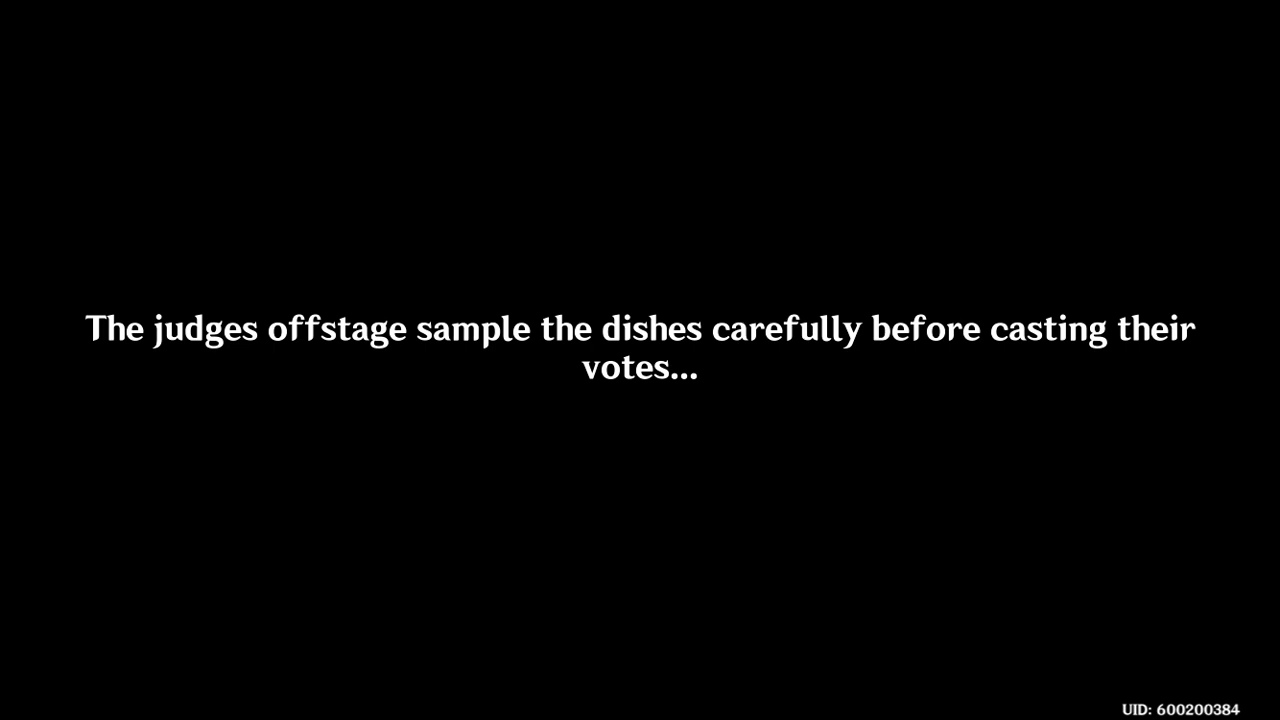 The judges offstage sample the dishes carefully before casting their
votes...
UID: 600200384